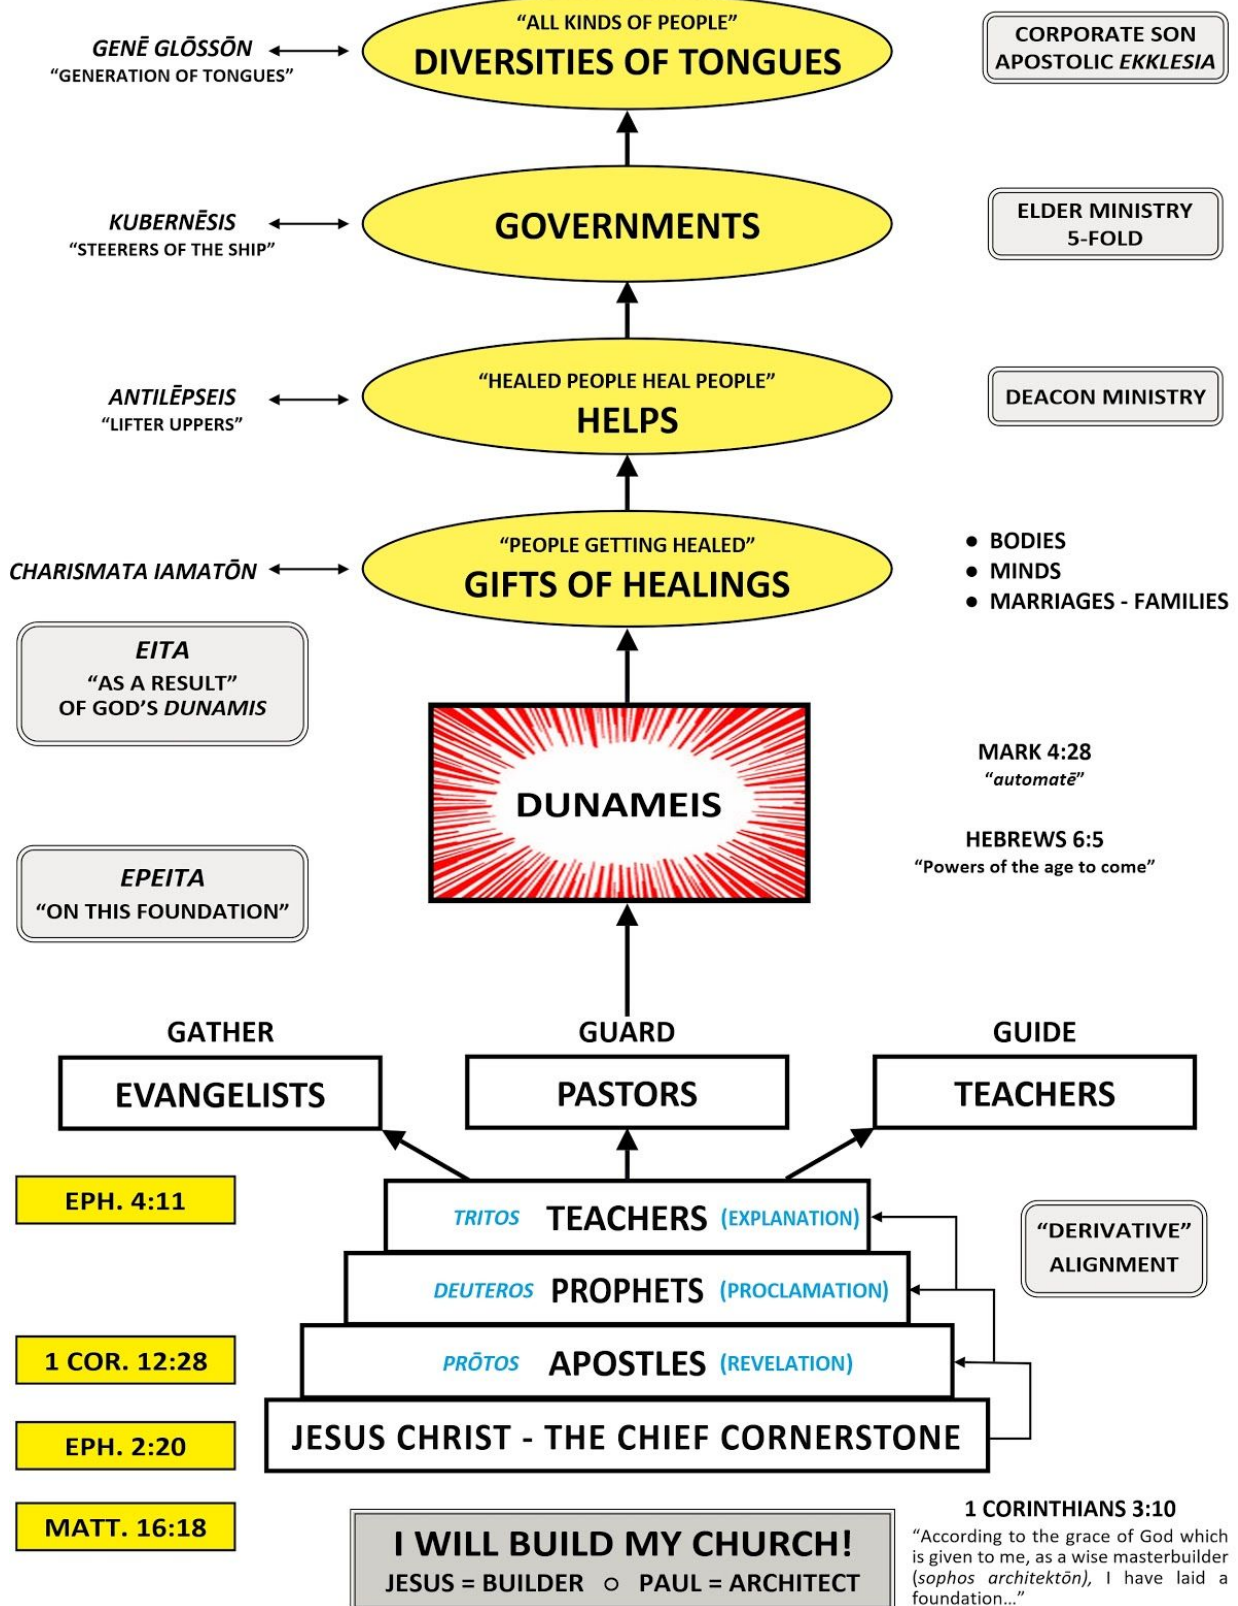 GENĒ GLŌSSŌN
“GENERATION OF TONGUES”
“ALL KINDS OF PEOPLE”
DIVERSITIES OF TONGUES
CORPORATE SON
APOSTOLIC EKKLESIA
KUBERNĒSIS
“STEERERS OF THE SHIP”
GOVERNMENTS
ELDER MINISTRY
5-FOLD
ANTILĒPSEIS
“LIFTER UPPERS”
“HEALED PEOPLE HEAL PEOPLE”
HELPS
DEACON MINISTRY
CHARISMATA IAMATŌN
“PEOPLE GETTING HEALED”
GIFTS OF HEALINGS
● BODIES
● MINDS
● MARRIAGES - FAMILIES
EITA
“AS A RESULT”
OF GOD’S DUNAMIS
DUNAMEIS
MARK 4:28
“automatē”
HEBREWS 6:5
“Powers of the age to come”
EPEITA
“ON THIS FOUNDATION”
GATHER
EVANGELISTS
GUARD
PASTORS
GUIDE
TEACHERS
EPH. 4:11
TRITOS TEACHERS (EXPLANATION)
“DERIVATIVE”
ALIGNMENT
DEUTEROS PROPHETS (PROCLAMATION)
1 COR. 12:28
PRŌTOS APOSTLES (REVELATION)
EPH. 2:20
JESUS CHRIST - THE CHIEF CORNERSTONE
MATT. 16:18
I WILL BUILD MY CHURCH!
JESUS = BUILDER ○ PAUL = ARCHITECT
1 CORINTHIANS 3:10
“According to the grace of God which
is given to me, as a wise masterbuilder
(sophos architektōn), I have laid a
foundation…”